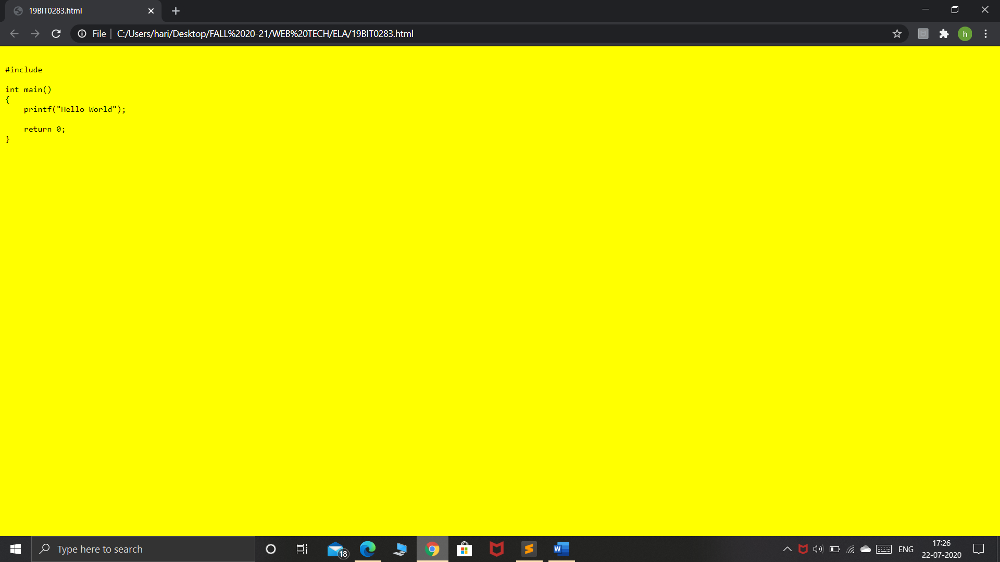 19BIT0283.html
File C:/Users/hari/Desktop/FALL%2020-21/WEB%20TECH/ELA/19BIT0283.html
h
#include
int main()
{
    printf("Hello World");
    return 0;
}
Type here to search
18
W
ENG
17:26
22-07-2020